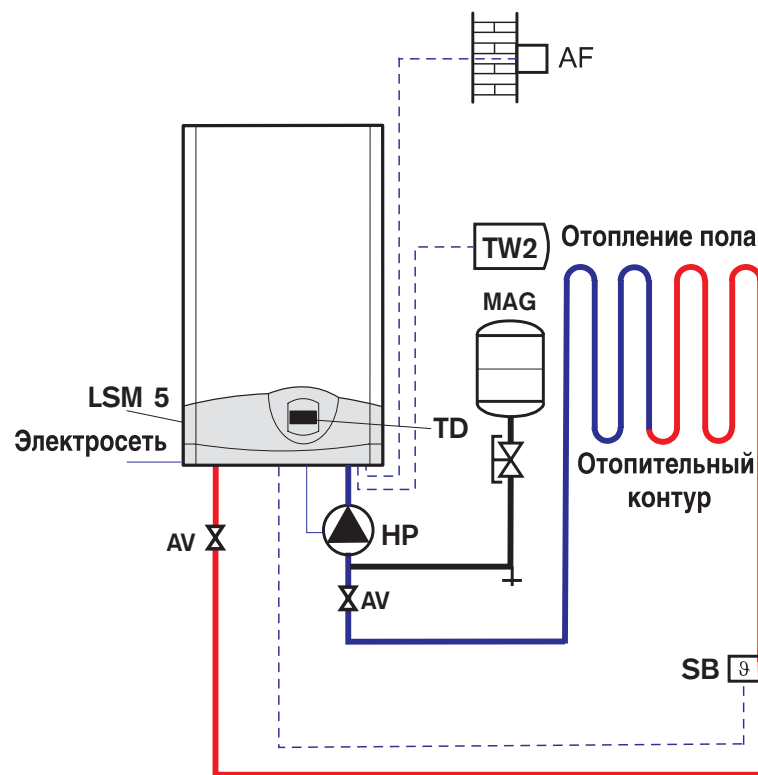 AF
TW2
Отопление пола
MAG
LSM 5
TD
Электросеть
Отопительный
контур
AV
HP
AV
SB
ϑ